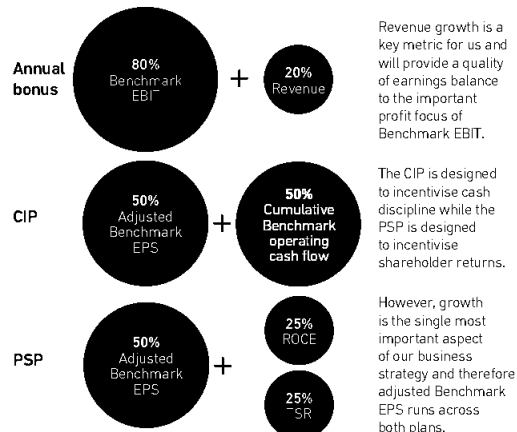 Annual
bonus
80%
Benchmark
EBIT
+
20%
Revenue
Revenue growth is a
key metric for us and
will provide a quality
of earnings balance
to the important
profit focus of
Benchmark EBIT.
CIP
50%
Adjusted
Benchmark
EPS
+
50%
Cumulative
Benchmark
operating
cash flow
The CIP is designed
to incentivise cash
discipline while the
PSP is designed
to incentivise
shareholder returns.
PSP
50%
Adjusted
Benchmark
EPS
+
25%
ROCE
25%
TSR
However, growth
is the single most
important aspect
of our business
strategy and therefore
adjusted Benchmark
EPS runs across
both plans.